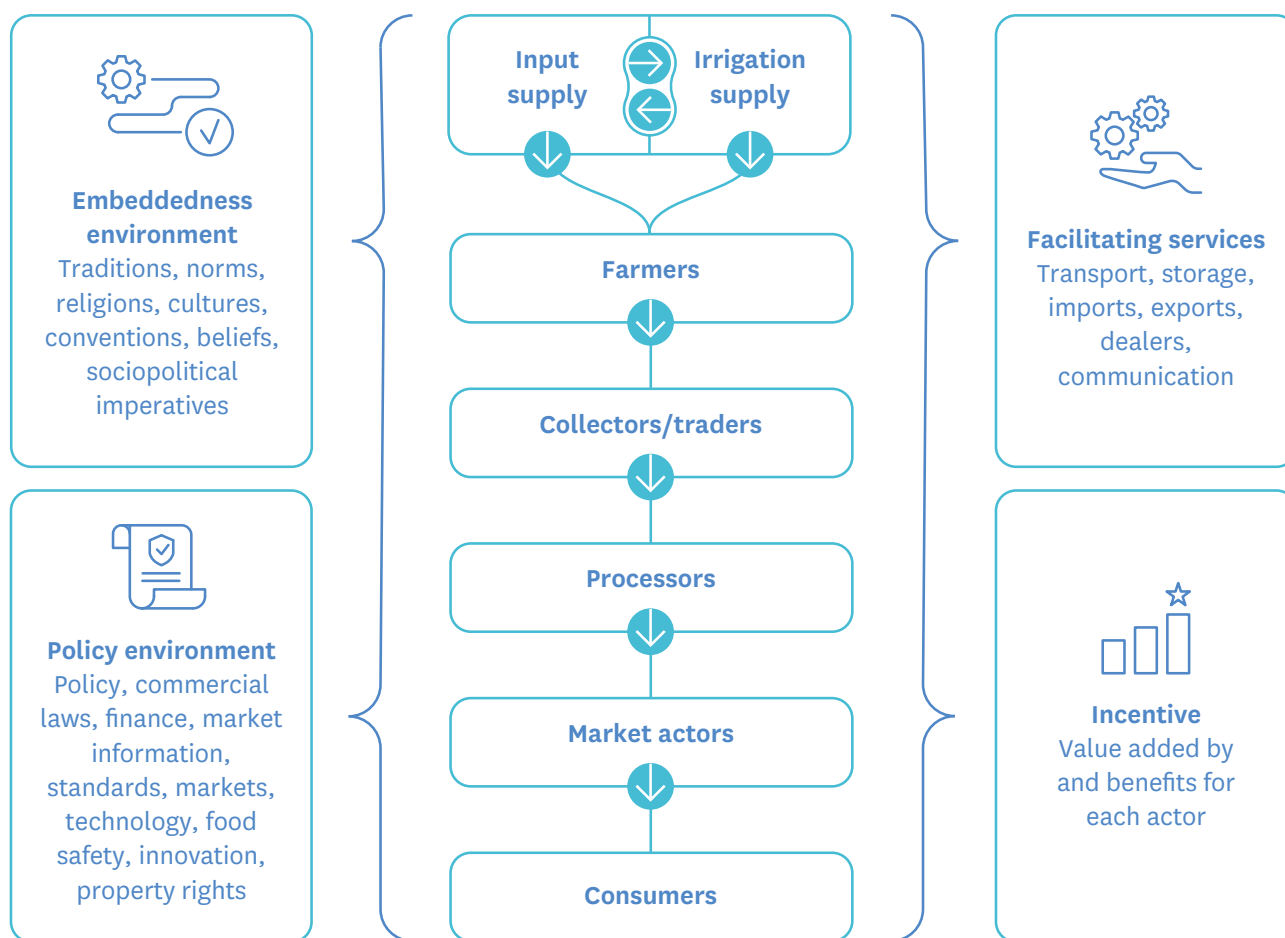 Embeddedness
environment
Traditions, norms,
religions, cultures,
conventions, beliefs,
sociopolitical
imperatives
Policy environment
Policy, commercial
laws, finance, market
information,
standards, markets,
technology, food
safety, innovation,
property rights
Input
supply
Irrigation
supply
Farmers
Collectors/traders
Processors
Market actors
Consumers
Facilitating services
Transport, storage,
imports, exports,
dealers,
communication
Incentive
Value added by
and benefits for
each actor